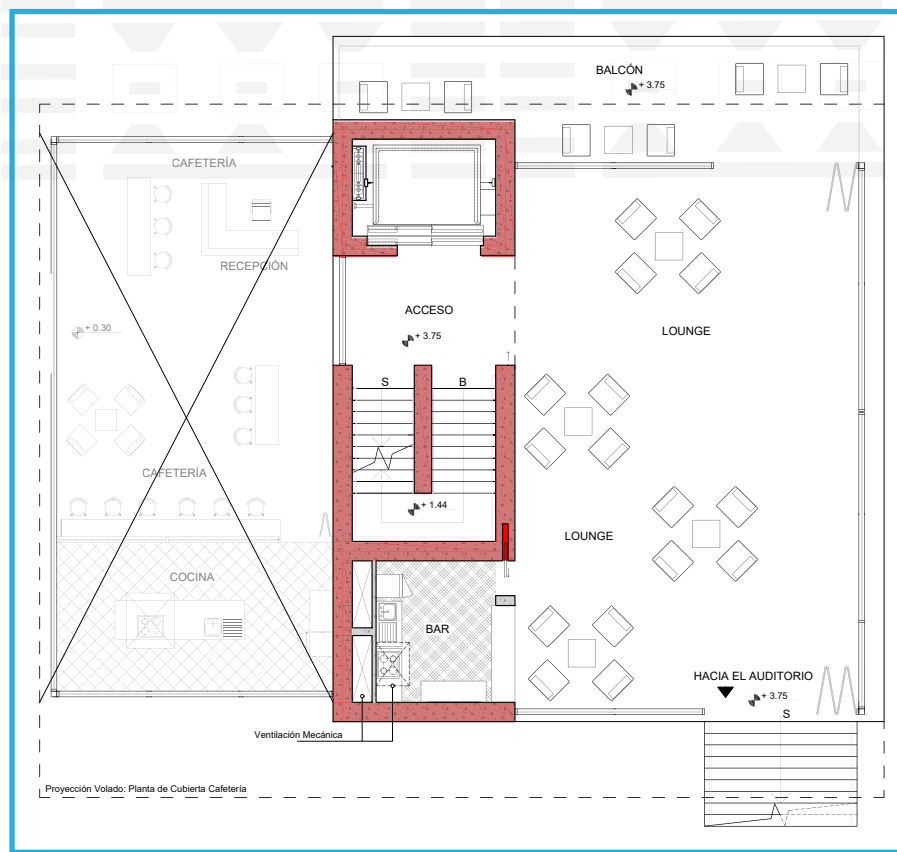 BALCÓN
+ 3.75
CAFETERÍA
RECEPCIÓN
ACCESO
+ 3.75
+ 0.30
LOUNGE
S
B
CAFETERÍA
+ 1.44
LOUNGE
COCINA
BAR
HACIA EL AUDITORIO
+ 3.75
S
Ventilación Mecánica
Proyección Volado: Planta de Cubierta Cafetería